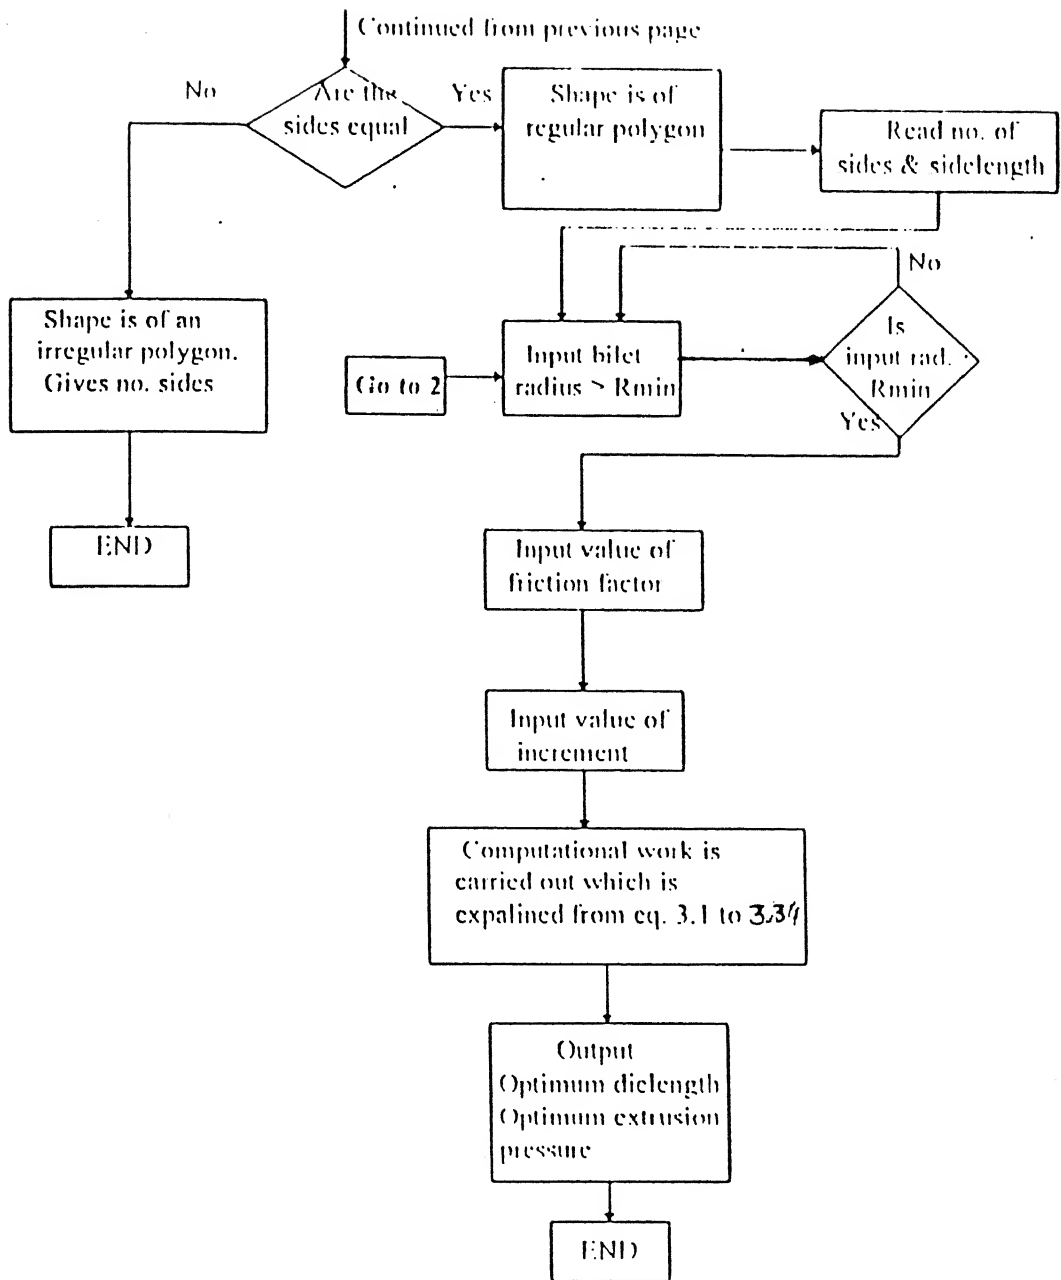 Continued from previous page
No
Are the
sides equal
Yes
Shape is of
regular polygon
Read no. of
sides & sidelength
No
Shape is of an
irregular polygon.
Gives no. sides
Go to 2
Input bilet
radius > Rmin
Is
input rad.
Rmin
Yes
END
Input value of
friction factor
Input value of
increment
Computational work is
carried out which is
expalined from eq. 3.1 to 3.34
Output
Optimum dielength
Optimum extrusion
pressure
END